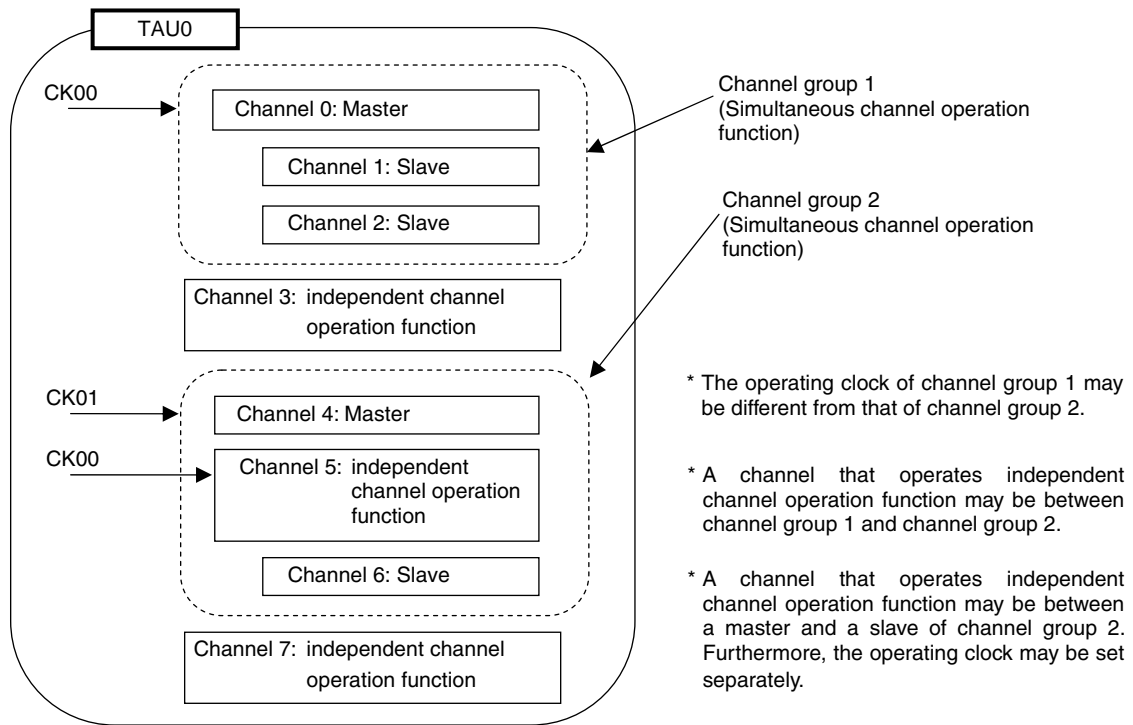 TAU0
CK00
Channel 0: Master
Channel 1: Slave
Channel 2: Slave
Channel group 1
(Simultaneous channel operation
function)
Channel group 2
(Simultaneous channel operation
function)
Channel 3: independent channel
operation function
CK01
Channel 4: Master
CK00
Channel 5: independent
channel operation
function
Channel 6: Slave
Channel 7: independent channel
operation function
* The operating clock of channel group 1 may
be different from that of channel group 2.
* A channel that operates independent
channel operation function may be between
channel group 1 and channel group 2.
* A channel that operates independent
channel operation function may be between
a master and a slave of channel group 2.
Furthermore, the operating clock may be set
separately.